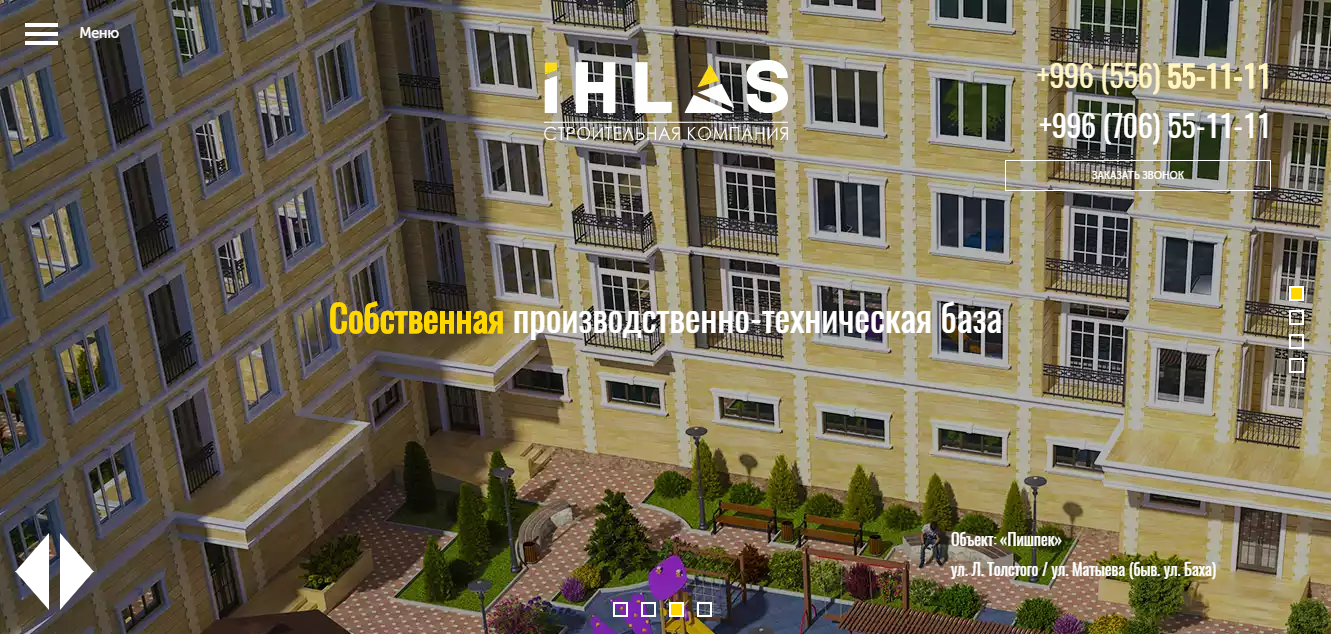 Меню
iHLAS
СТРОИТЕЛЬНАЯ КОМПАНИЯ
+996 (556) 55-11-11
+996 (706) 55-11-11
ЗАКАЗАТЬ ЗВОНОК
Собственная производственно-техническая база
Объект: «Пишпек»
ул. Л. Толстого / ул. Матыева (быв. ул. Баха)